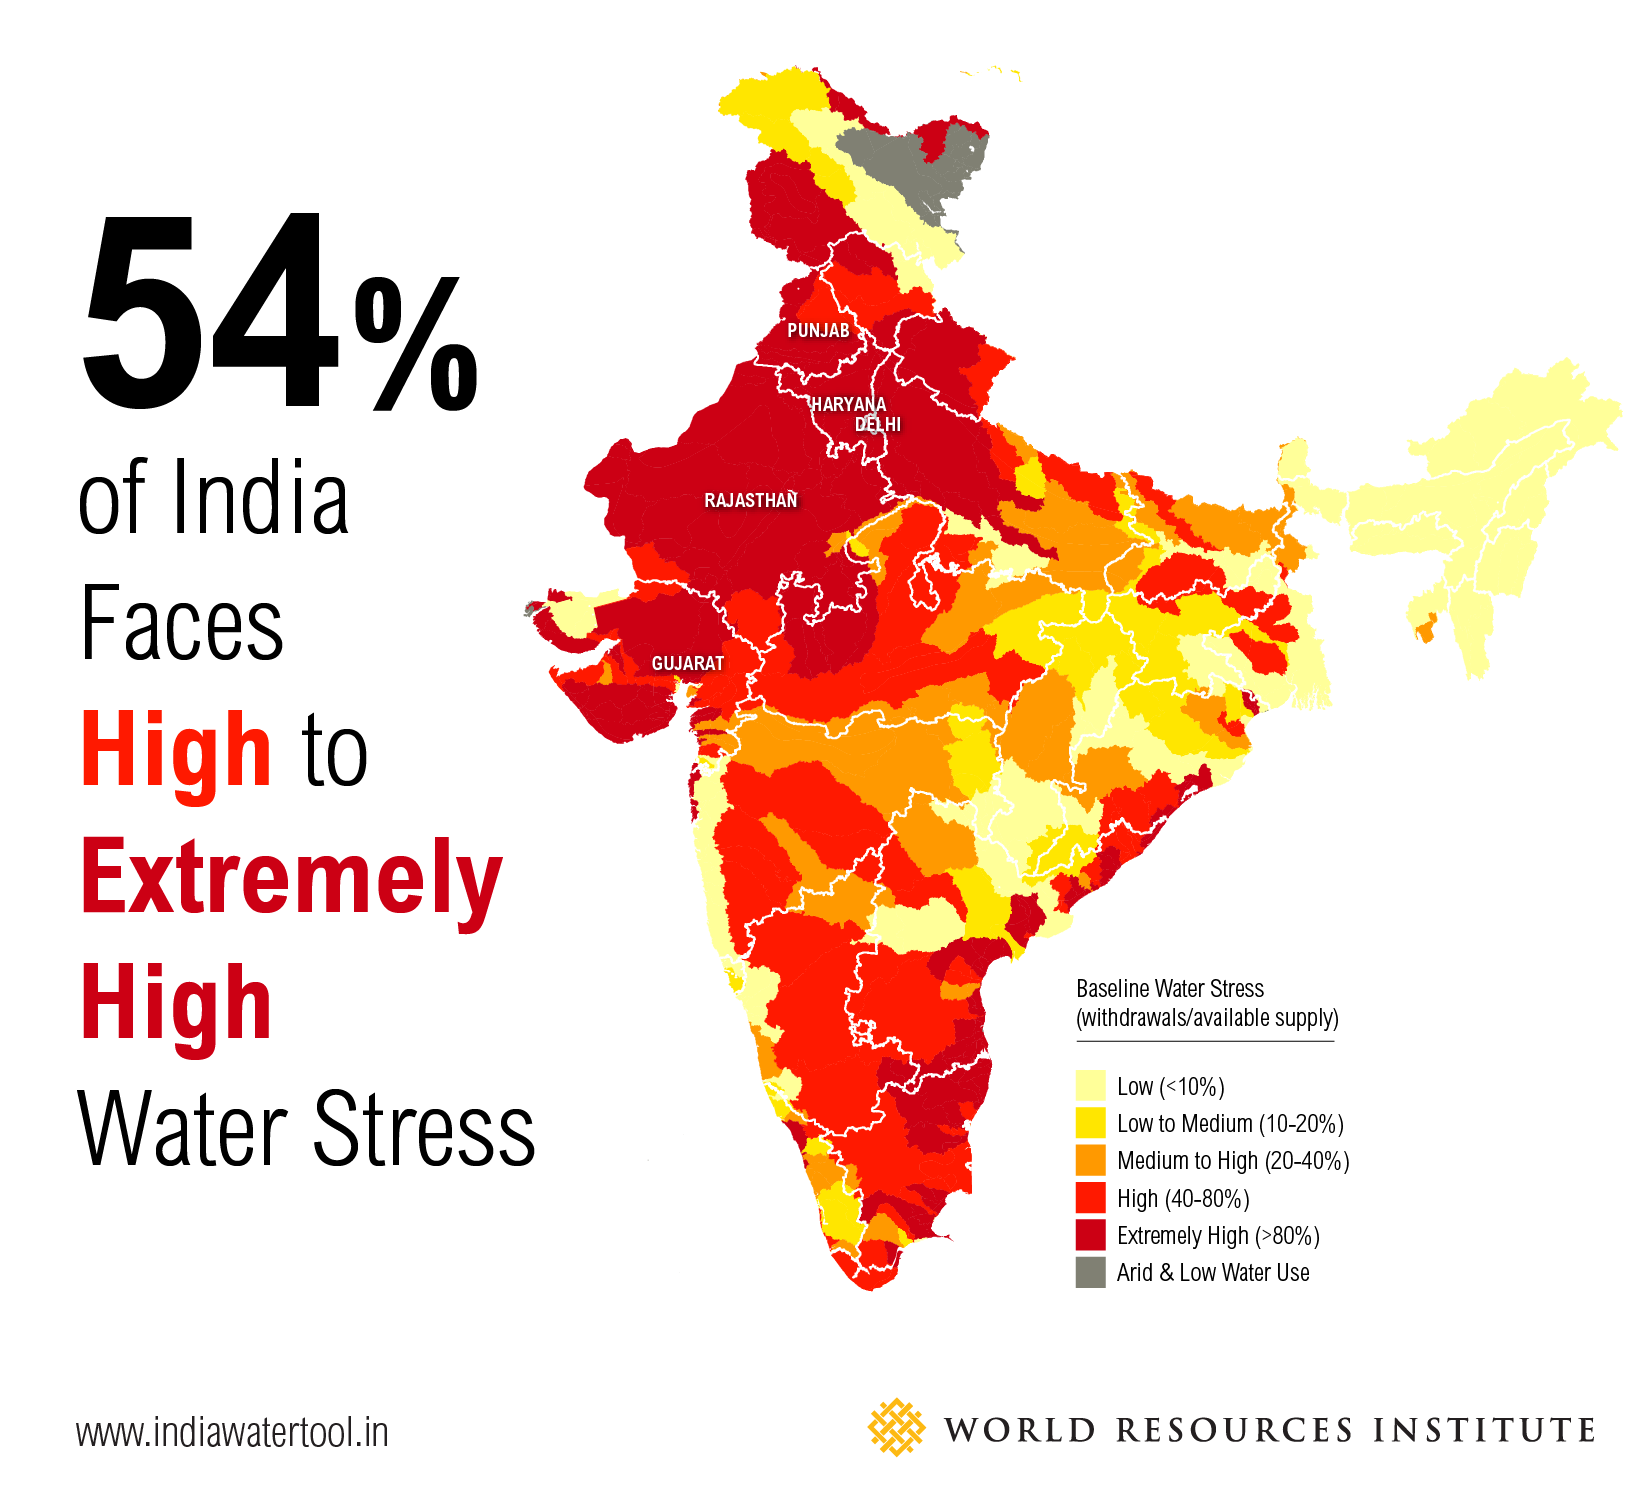 54%
of India
Faces
High to
Extremely
High
Water Stress
PUNJAB
HARYANA
DELHI
RAJASTHAN
GUJARAT
Baseline Water Stress
(withdrawals/available supply)
Low (<10%)
Low to Medium (10-20%)
Medium to High (20-40%)
High (40-80%)
Extremely High (>80%)
Arid & Low Water Use
www.indiawatertool.in
WORLD RESOURCES INSTITUTE